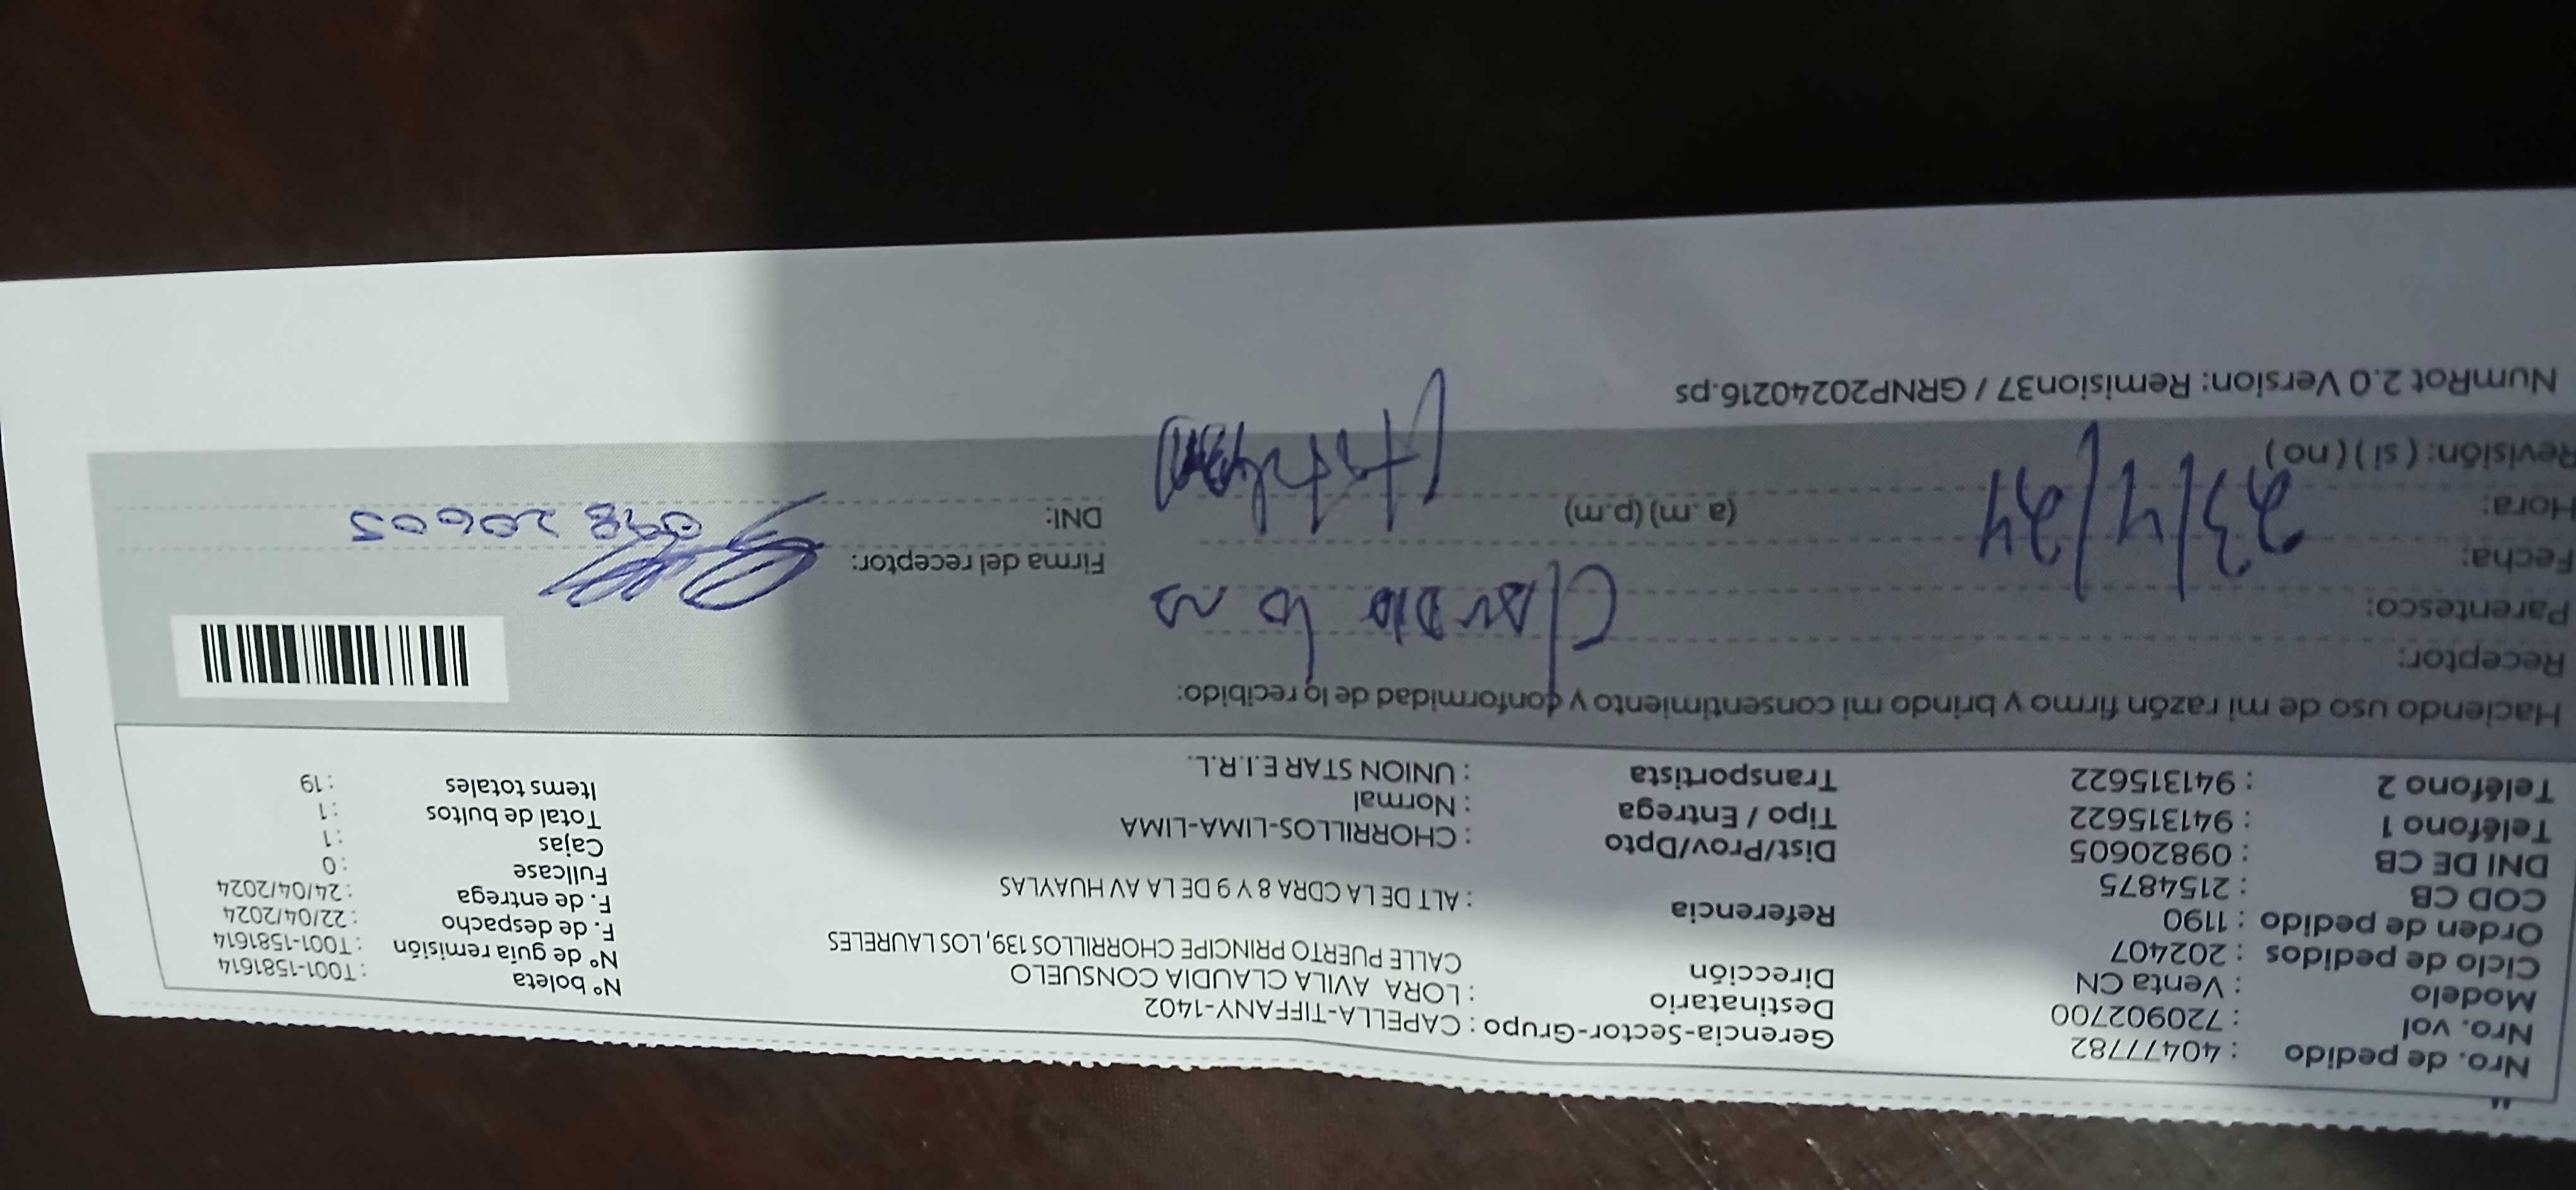 Nro. de pedido : 40477782
Nro. vol : 720902700
Modelo : Venta CN
Ciclo de pedidos : 202407
Orden de pedido : 1190
COD CB : 2154875
DNI DE CB : 09820605
Teléfono 1 : 941315622
Teléfono 2 : 941315622
Gerencia-Sector-Grupo : CAPELLA-TIFFANY-1402
Destinatario : LORA AVILA CLAUDIA CONSUELO
Dirección CALLE PUERTO PRINCIPE CHORRILLOS 139, LOS LAURELES
Referencia : ALT DE LA CDRA 8 Y 9 DE LA AV HUAYLAS
Dist/Prov/Dpto : CHORRILLOS-LIMA-LIMA
Tipo / Entrega : Normal
Transportista : UNION STAR E.I.R.L.
N° boleta : T001-1581614
N° de guía remisión : T001-1581614
F. de despacho : 22/04/2024
F. de entrega : 24/04/2024
Fullcase : 0
Cajas : 1
Total de bultos : 1
Items totales : 19
Haciendo uso de mi razón firmo y brindo mi consentimiento y conformidad de lo recibido:
Receptor:
Parentesco:
Fecha: 23/4/24
Hora: (a. m) (p.m)
Revisión: ( si ) ( no )
Firma del receptor:
DNI: 09820605
NumRot 2.0 Version: Remision37 / GRNP20240216.ps